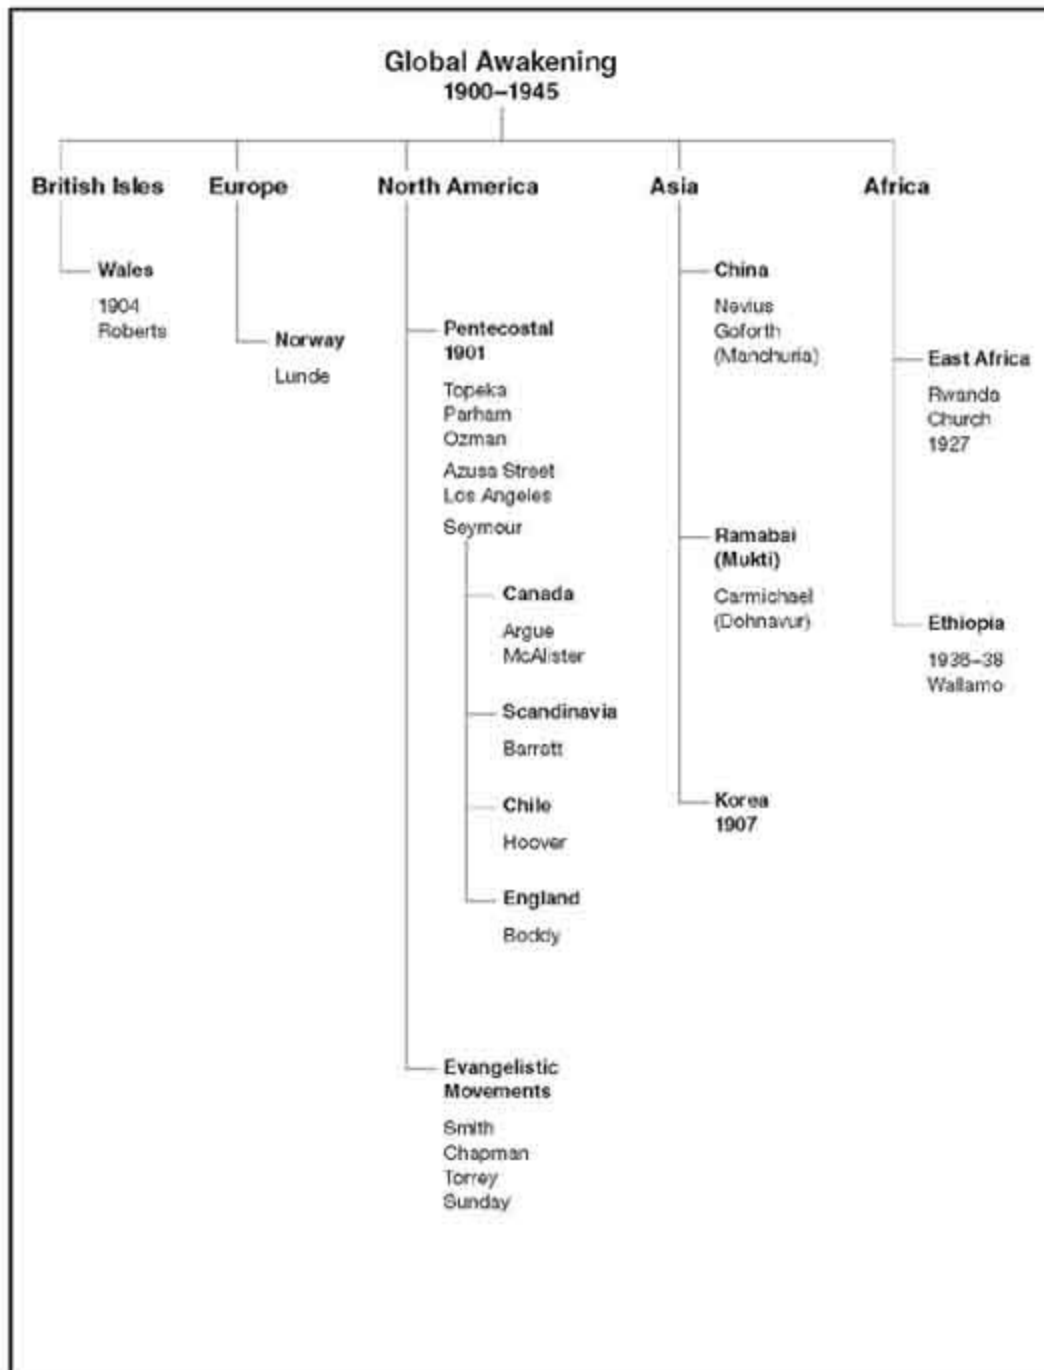 Global Awakening
1900–1945
British Isles
Europe
North America
Asia
Africa
Wales
1904
Roberts
Norway
Lunde
Pentecostal
1901
Topeka
Parham
Ozman
Azusa Street
Los Angeles
Seymour
Canada
Argue
McAlister
Scandinavia
Barratt
Chile
Hoover
England
Boddy
Evangelistic
Movements
Smith
Chapman
Torrey
Sunday
China
Nevius
Goforth
(Manchuria)
Ramabai
(Mukti)
Carmichael
(Dohnavur)
Korea
1907
East Africa
Rwanda
Church
1927
Ethiopia
1936–38
Wallamo